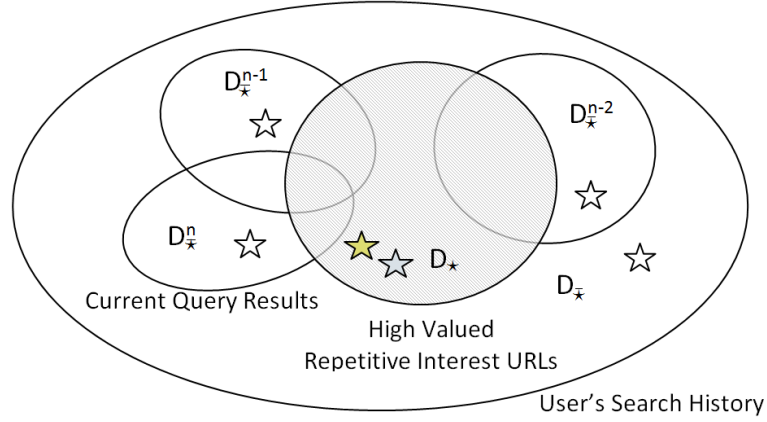 D⊼̣⋆ⁿ⁻¹
D⋆̄ⁿ⁻²
D⋆̄ⁿ
D⋆
D⋆̄
Current Query Results
High Valued
Repetitive Interest URLs
User's Search History